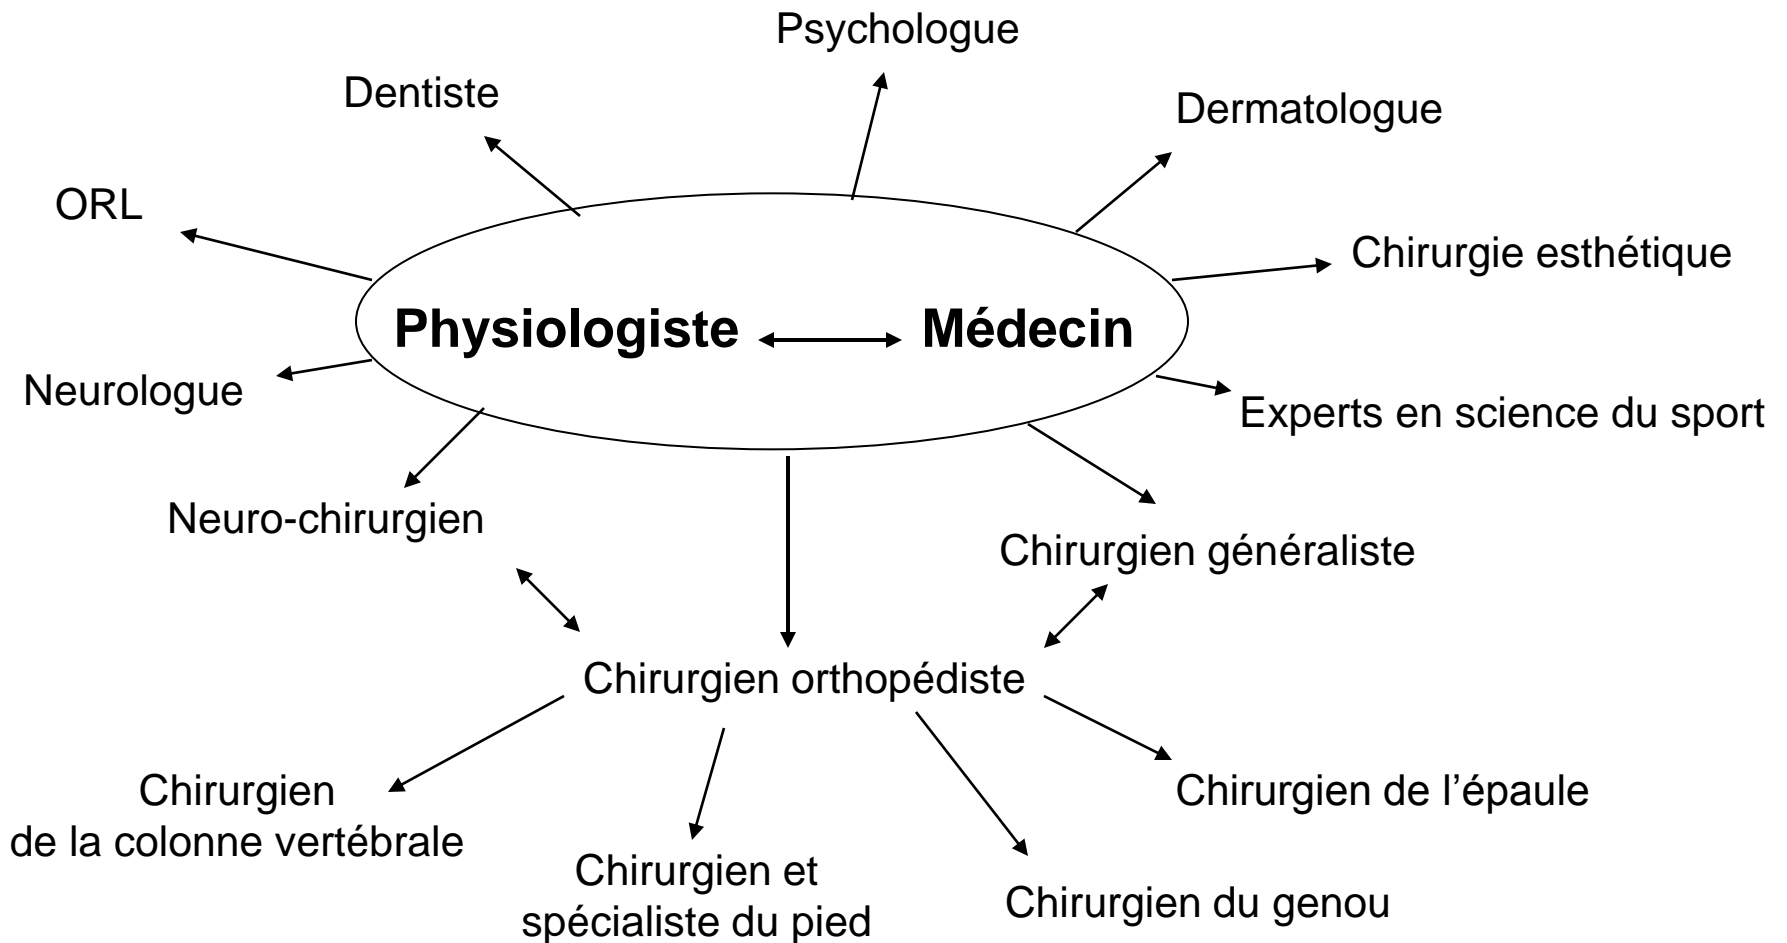 Psychologue
Dentiste
Dermatologue
ORL
Chirurgie esthétique
Physiologiste
Médecin
Neurologue
Experts en science du sport
Neuro-chirurgien
Chirurgien généraliste
Chirurgien orthopédiste
Chirurgien
de la colonne vertébrale
Chirurgien de l’épaule
Chirurgien et
spécialiste du pied
Chirurgien du genou